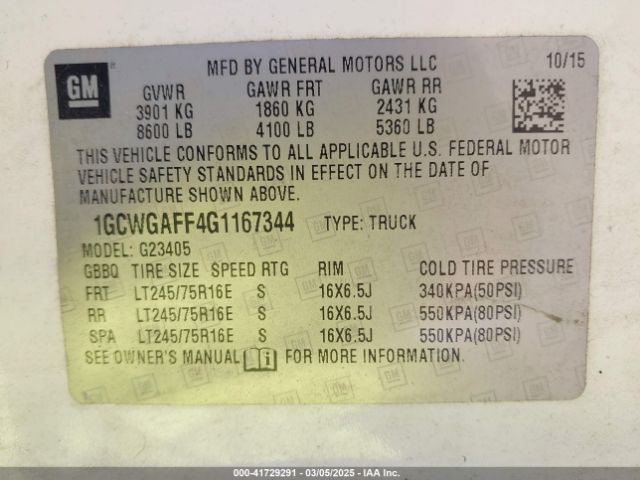 GM
®
MFD BY GENERAL MOTORS LLC 10/15
GVWR GAWR FRT GAWR RR
3901 KG 1860 KG 2431 KG
8600 LB 4100 LB 5360 LB
THIS VEHICLE CONFORMS TO ALL APPLICABLE U.S. FEDERAL MOTOR
VEHICLE SAFETY STANDARDS IN EFFECT ON THE DATE OF
MANUFACTURE SHOWN ABOVE.
1GCWGAFF4G1167344 TYPE: TRUCK
MODEL: G23405
GBBQ TIRE SIZE SPEED RTG RIM COLD TIRE PRESSURE
FRT LT245/75R16E S 16X6.5J 340KPA(50PSI)
RR LT245/75R16E S 16X6.5J 550KPA(80PSI)
SPA LT245/75R16E S 16X6.5J 550KPA(80PSI)
SEE OWNER'S MANUAL i FOR MORE INFORMATION.
000-41729291 — 03/05/2025 — IAA Inc.